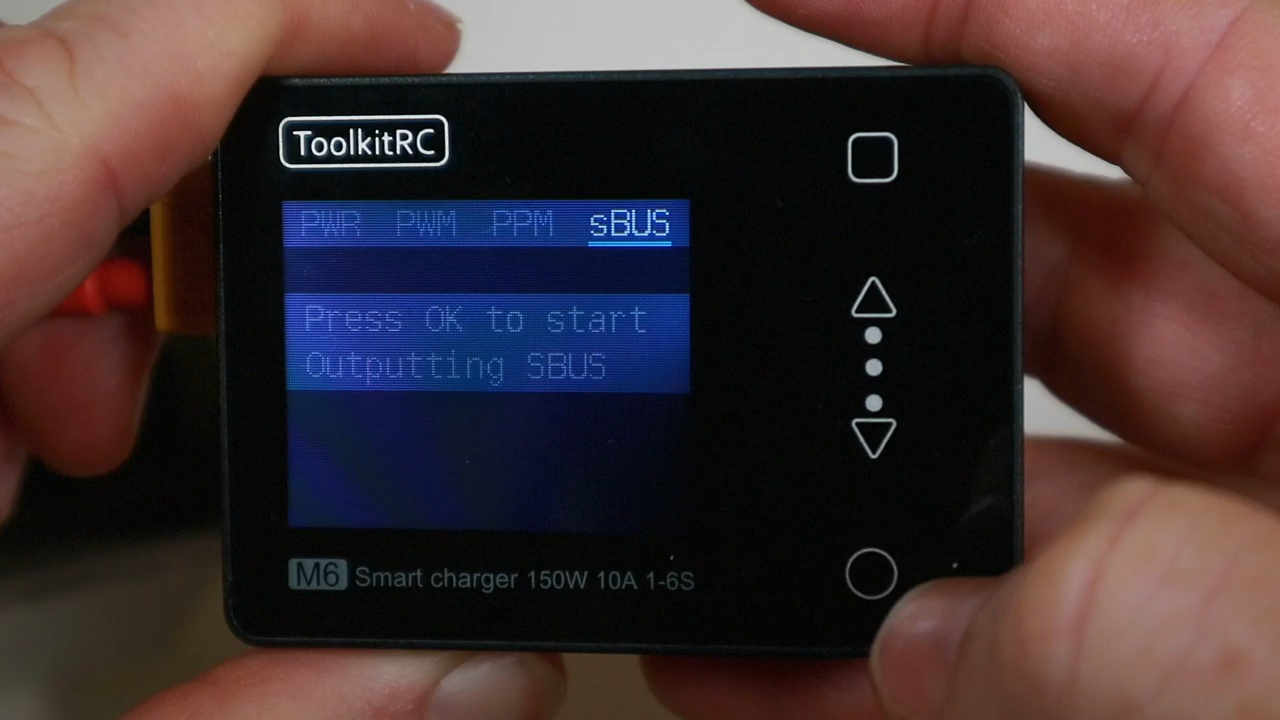 ToolkitRC
PWR PWM PPM sBUS
Press OK to start
Outputting SBUS
M6 Smart charger 150W 10A 1-6S